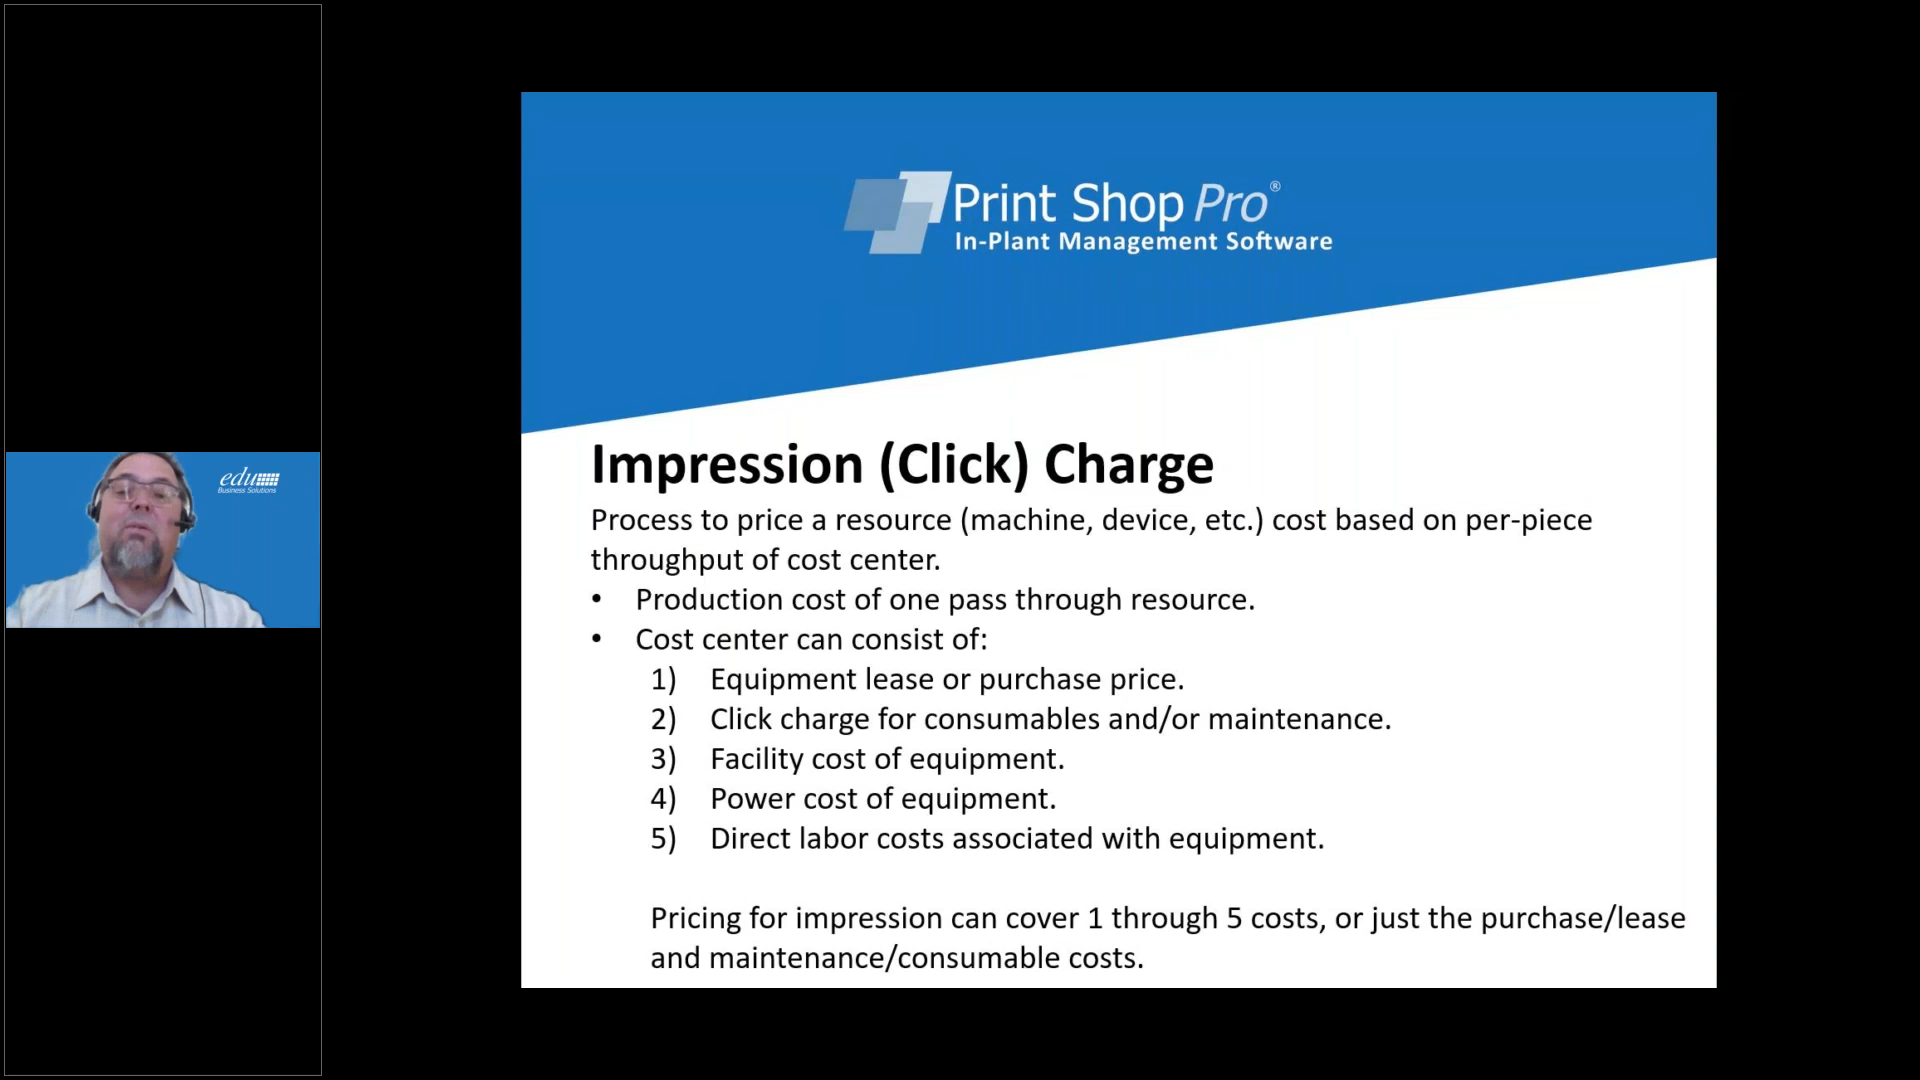 edu
Business Solutions
Print Shop Pro®
In-Plant Management Software
Impression (Click) Charge
Process to price a resource (machine, device, etc.) cost based on per-piece
throughput of cost center.
• Production cost of one pass through resource.
• Cost center can consist of:
1) Equipment lease or purchase price.
2) Click charge for consumables and/or maintenance.
3) Facility cost of equipment.
4) Power cost of equipment.
5) Direct labor costs associated with equipment.
Pricing for impression can cover 1 through 5 costs, or just the purchase/lease
and maintenance/consumable costs.